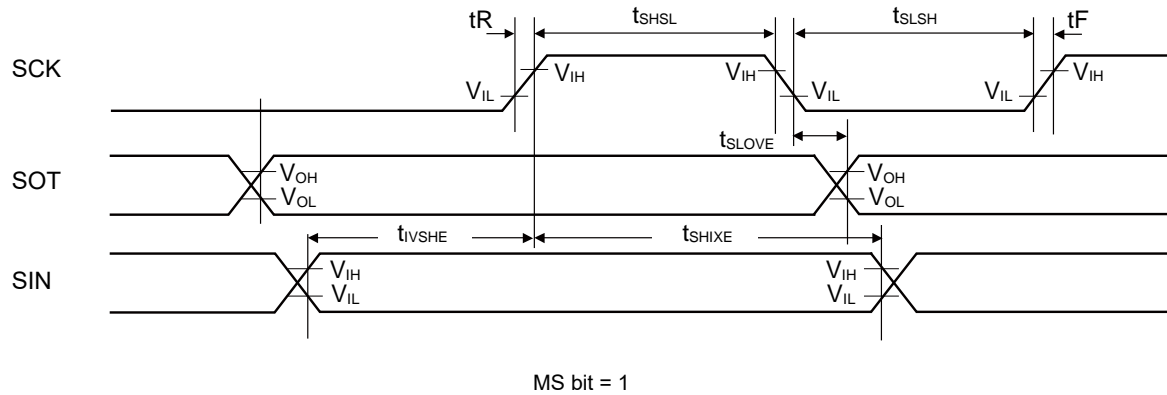 tR tSHSL tSLSH tF
SCK VIH VIH VIH
VIL VIL VIL
tSLOVE
SOT VOH VOH
VOL VOL
tIVSHE tSHIXE
SIN VIH VIH
VIL VIL
MS bit = 1